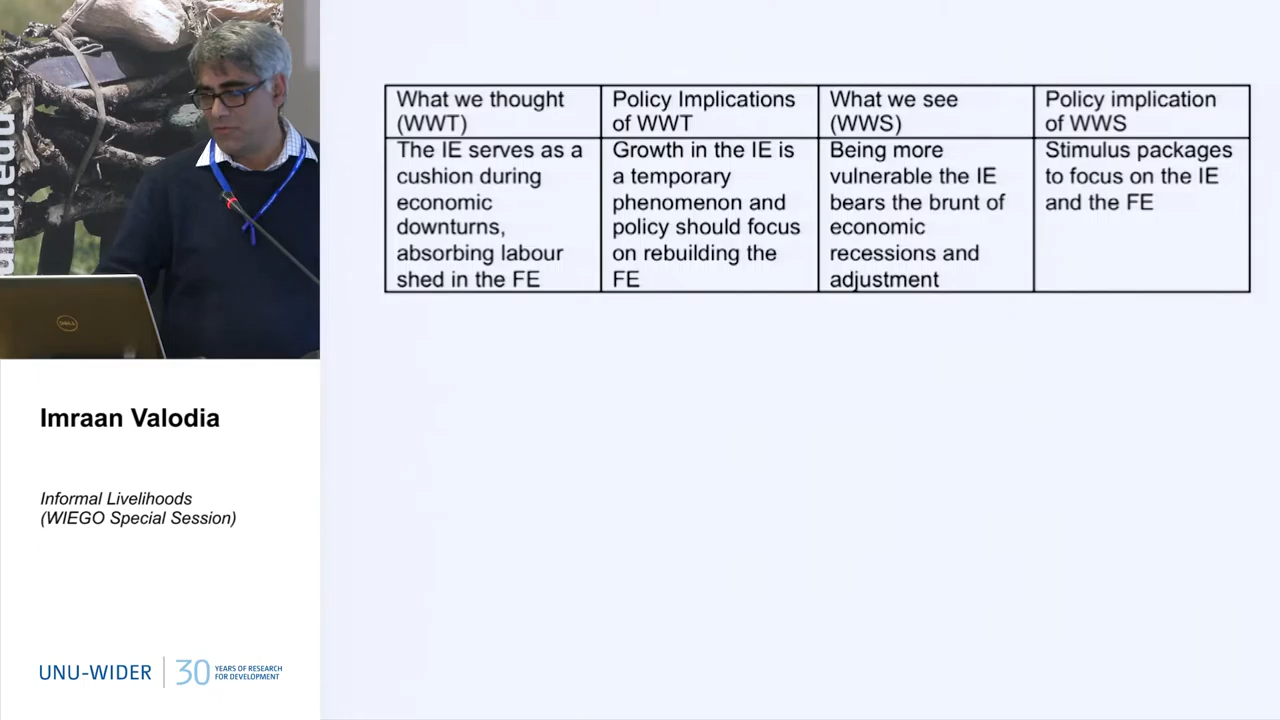 unu.edu
DELL
Imraan Valodia
Informal Livelihoods
(WIEGO Special Session)
UNU-WIDER
30
YEARS OF RESEARCH
FOR DEVELOPMENT
What we thought
(WWT)
Policy Implications
of WWT
What we see
(WWS)
Policy implication
of WWS
The IE serves as a
cushion during
economic
downturns,
absorbing labour
shed in the FE
Growth in the IE is
a temporary
phenomenon and
policy should focus
on rebuilding the
FE
Being more
vulnerable the IE
bears the brunt of
economic
recessions and
adjustment
Stimulus packages
to focus on the IE
and the FE